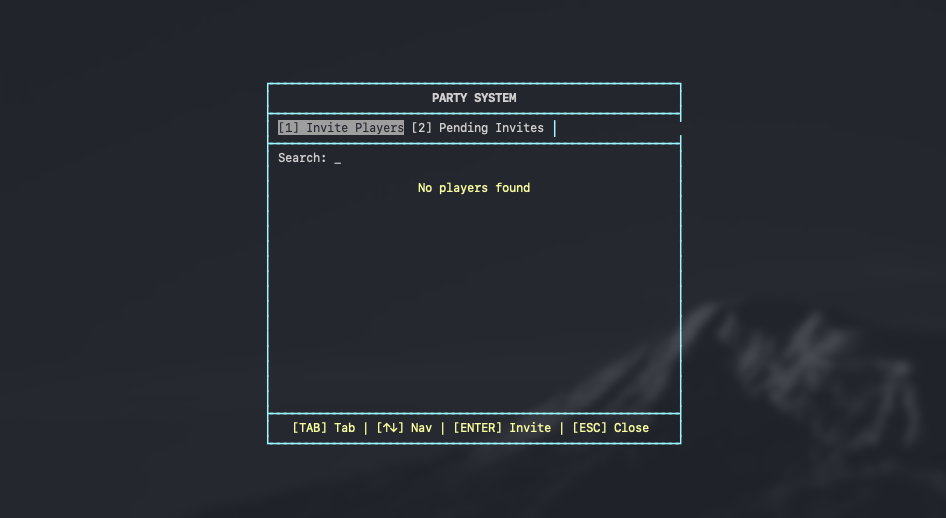 PARTY SYSTEM
[1] Invite Players [2] Pending Invites |
Search: _
No players found
[TAB] Tab | [↑↓] Nav | [ENTER] Invite | [ESC] Close